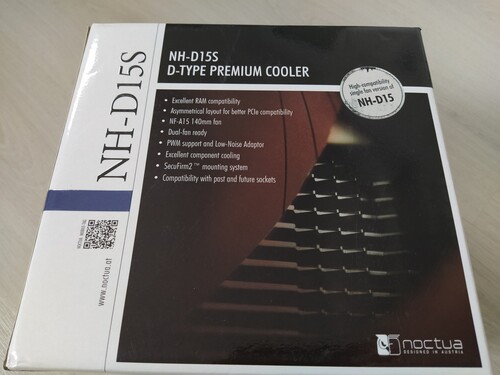 NH-D15S
www.noctua.at
NH-D15S
D-TYPE PREMIUM COOLER
High-compatibility
single fan version of
NH-D15
• Excellent RAM compatibility
• Asymmetrical layout for better PCIe compatibility
• NF-A15 140mm fan
• Dual-fan ready
• PWM support and Low-Noise Adaptor
• Excellent component cooling
• SecuFirm2™ mounting system
• Compatibility with past and future sockets
noctua
DESIGNED IN AUSTRIA